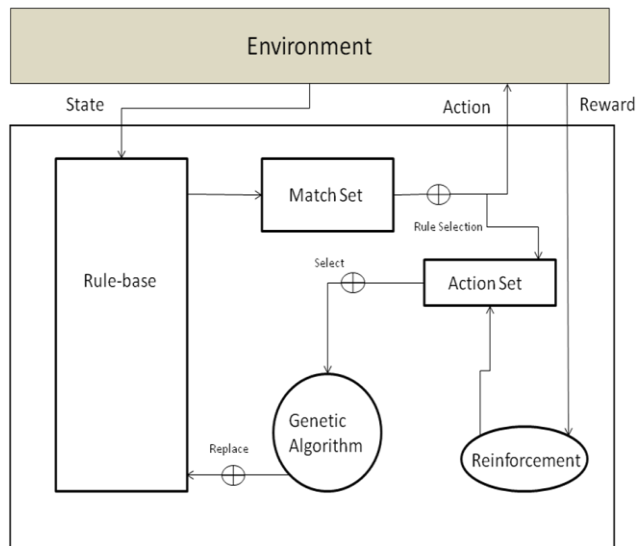 Environment
State
Action
Reward
Match Set
Rule Selection
Select
Action Set
Rule-base
Genetic
Algorithm
Replace
Reinforcement